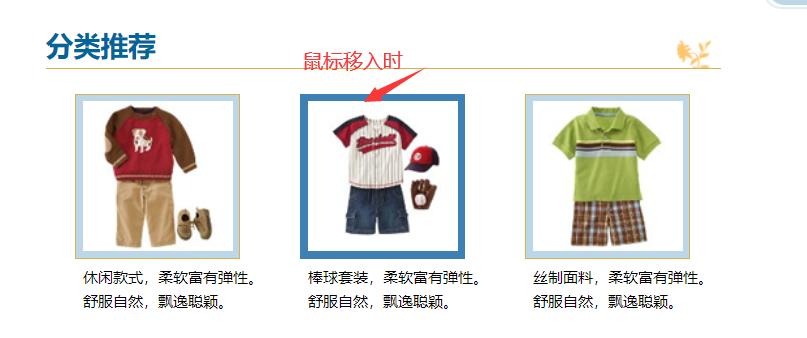 分类推荐
鼠标移入时
休闲款式，柔软富有弹性。
舒服自然，飘逸聪颖。
棒球套装，柔软富有弹性。
舒服自然，飘逸聪颖。
丝制面料，柔软富有弹性。
舒服自然，飘逸聪颖。